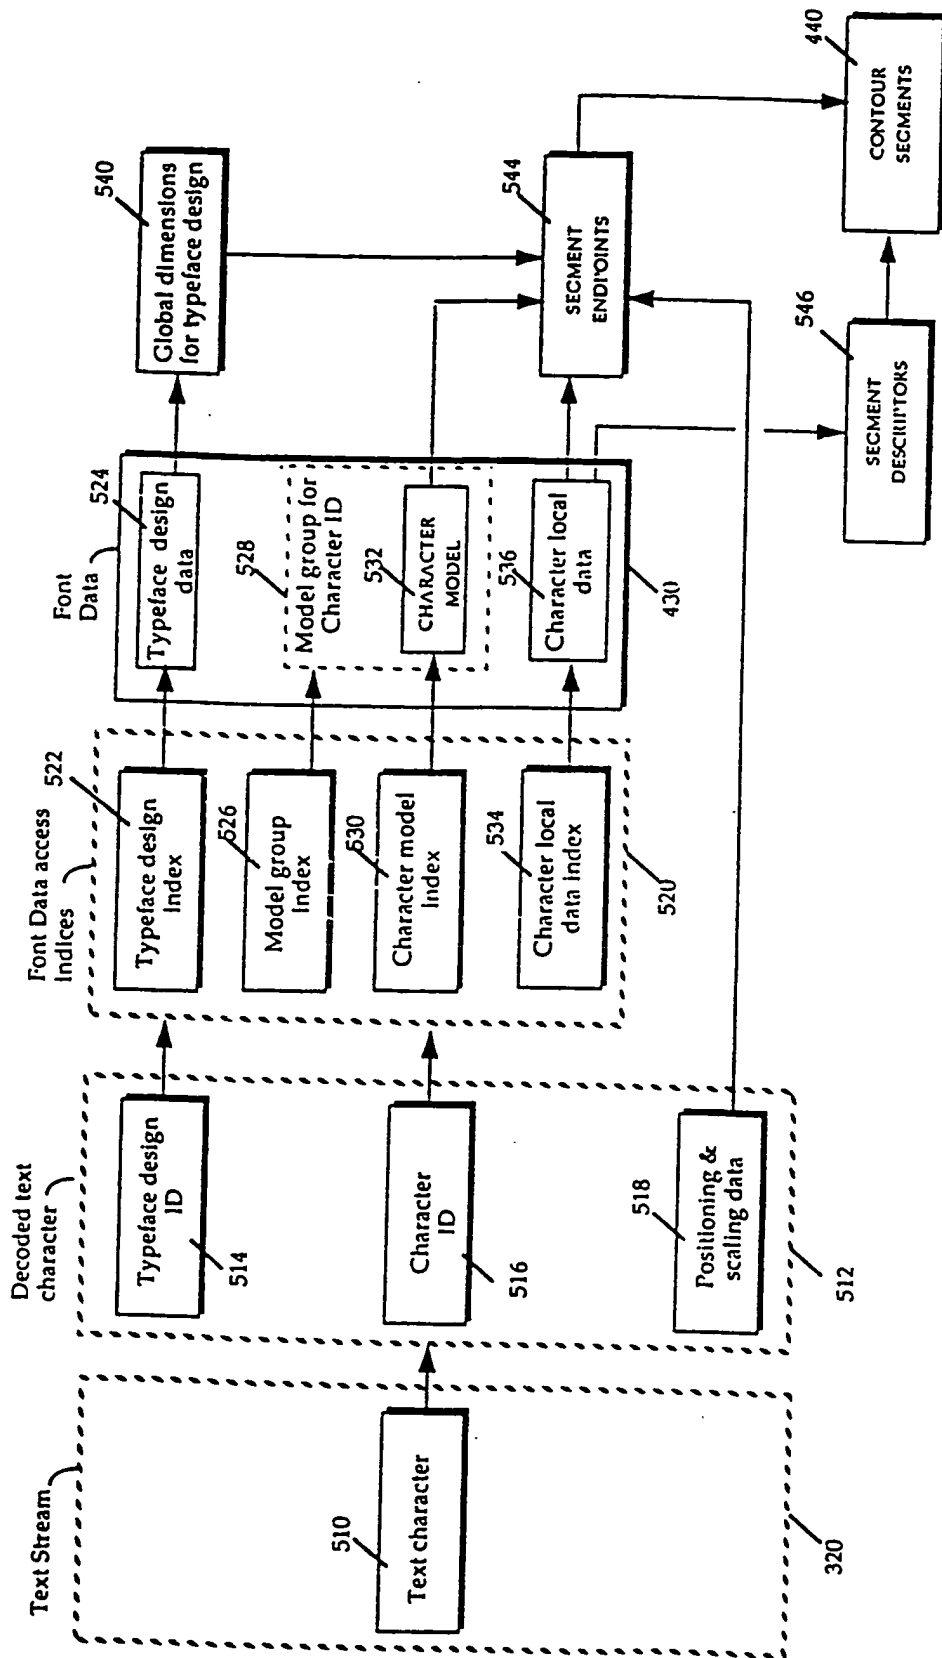 Text Stream
510
Text character
320
Decoded text
character
Typeface design
ID
514
Character
ID
516
518
Positioning &
scaling data
512
Font Data access
Indices
522
Typeface design
Index
526
Model group
Index
530
Character model
Index
534
Character local
data index
520
Font
Data
524
Typeface design
data
528
Model group for
Character ID
532
CHARACTER
MODEL
536
Character local
data
430
540
Global dimensions
for typeface design
544
SEGMENT
ENDPOINTS
546
SEGMENT
DESCRIPTORS
440
CONTOUR
SEGMENTS